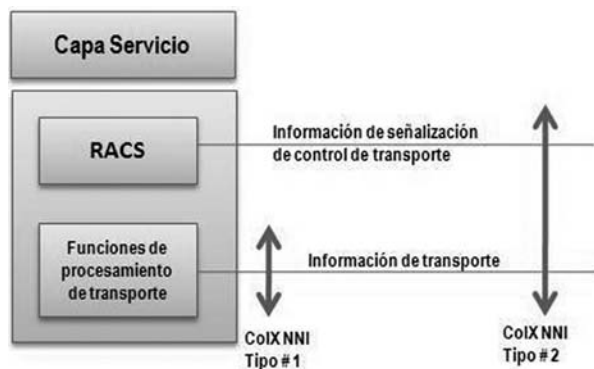 Capa Servicio
RACS
Información de señalización
de control de transporte
Funciones de
procesamiento
de transporte
Información de transporte
CoIX NNI
Tipo # 1
CoIX NNI
Tipo # 2